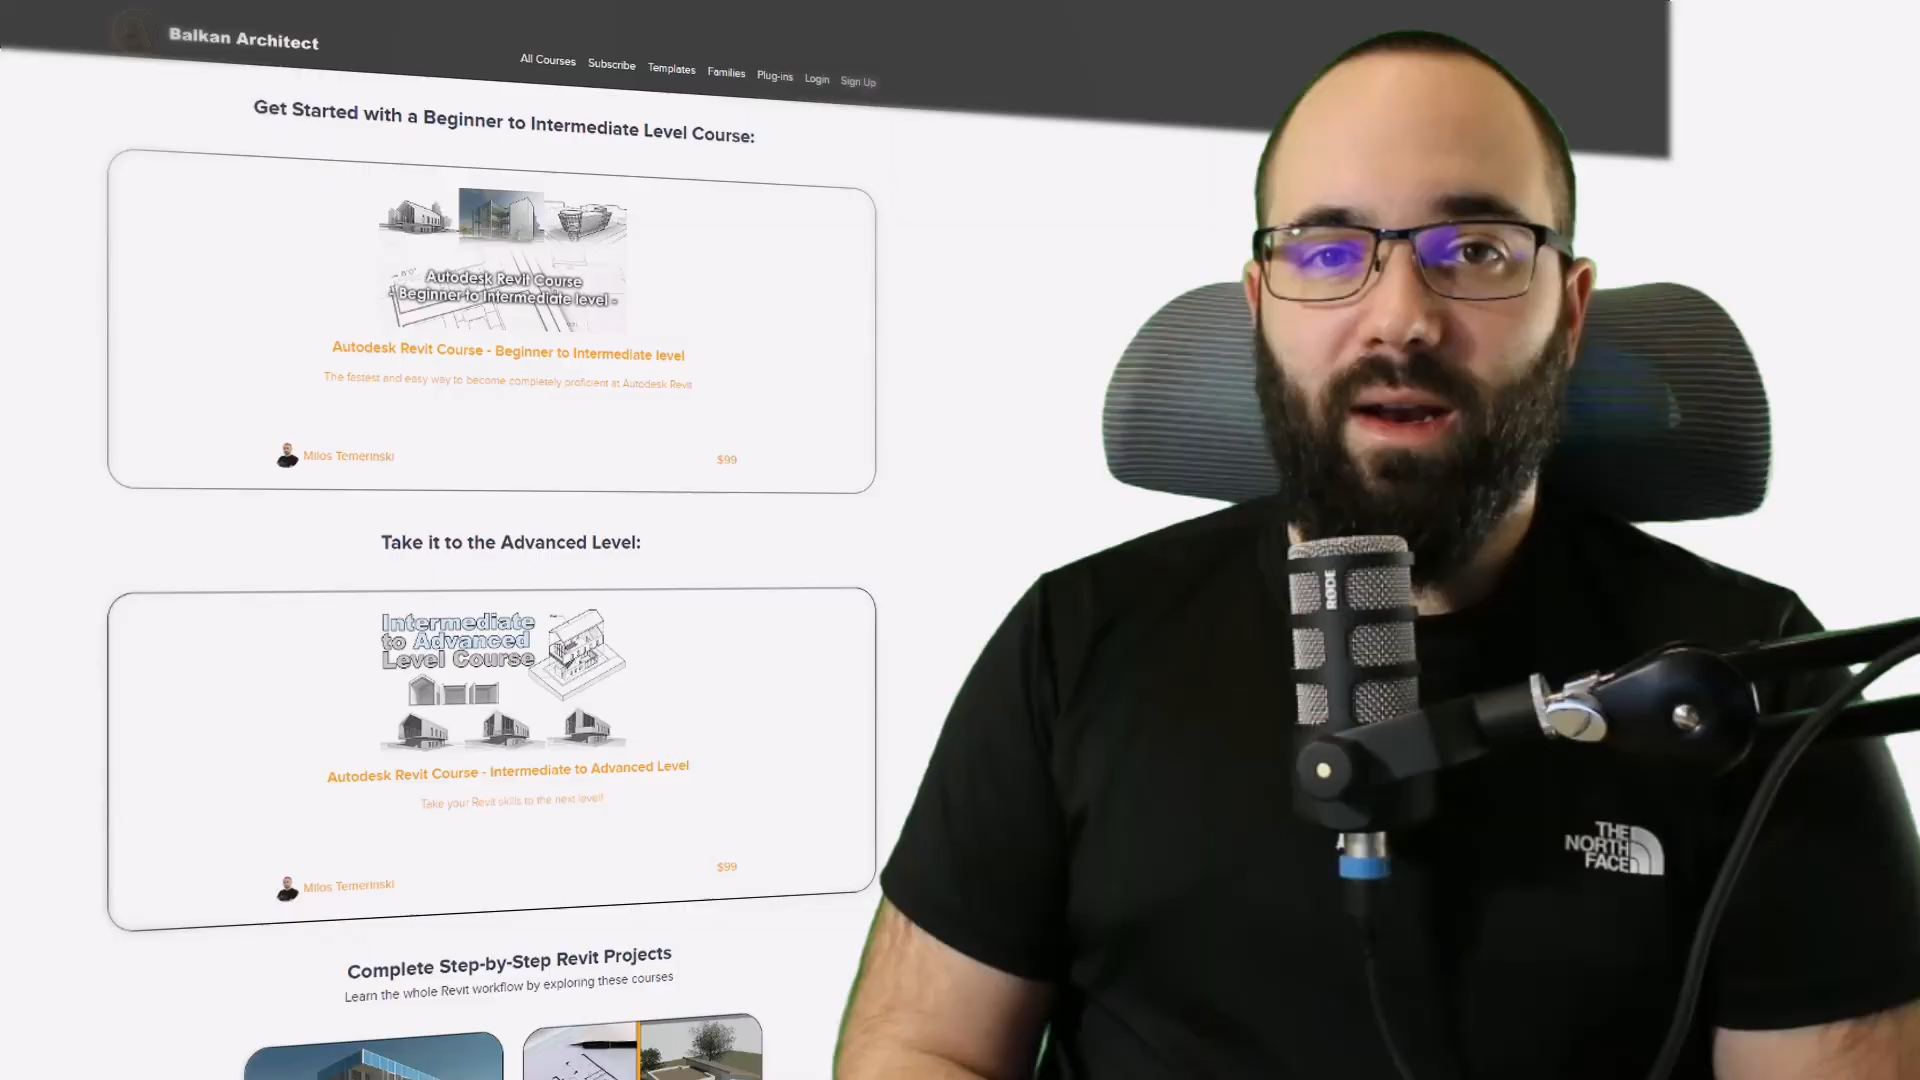 Balkan Architect
All Courses Subscribe Templates Families Plug-ins Login Sign Up
Get Started with a Beginner to Intermediate Level Course:
Autodesk Revit Course
- Beginner to Intermediate level -
Autodesk Revit Course - Beginner to Intermediate level
The fastest and easy way to become completely proficient at Autodesk Revit
Milos Temerinski
$99
Take it to the Advanced Level:
Intermediate
to Advanced
Level Course
Autodesk Revit Course - Intermediate to Advanced Level
Take your Revit skills to the next level!
$99
Milos Temerinski
Complete Step-by-Step Revit Projects
Learn the whole Revit workflow by exploring these courses
RODE
THE
NORTH
FACE